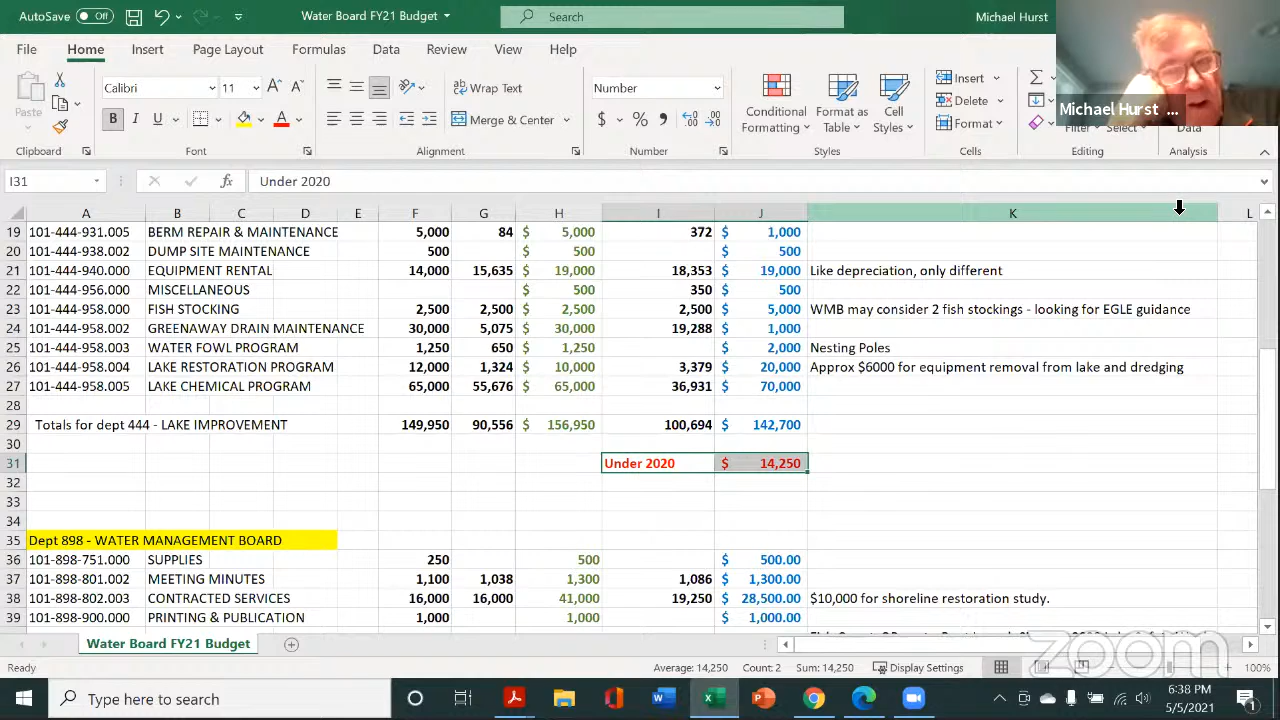 AutoSave Off Water Board FY21 Budget Search Michael Hurst
File Home Insert Page Layout Formulas Data Review View Help
Calibri 11 Wrap Text Number Conditional Formatting Format as Table Cell Styles Insert
Paste B I U Merge & Center $ % Delete
Format Filter Select Data
Clipboard Font Alignment Number Styles Cells Editing Analysis
Michael Hurst ...
I31 fx Under 2020
A B C D E F G H I J K L
19 101-444-931.005 BERM REPAIR & MAINTENANCE 5,000 84 $ 5,000 372 $ 1,000
20 101-444-938.002 DUMP SITE MAINTENANCE 500 $ 500 $ 500
21 101-444-940.000 EQUIPMENT RENTAL 14,000 15,635 $ 19,000 18,353 $ 19,000 Like depreciation, only different
22 101-444-956.000 MISCELLANEOUS $ 500 350 $ 500
23 101-444-958.000 FISH STOCKING 2,500 2,500 $ 2,500 2,500 $ 5,000 WMB may consider 2 fish stockings - looking for EGLE guidance
24 101-444-958.002 GREENAWAY DRAIN MAINTENANCE 30,000 5,075 $ 30,000 19,288 $ 1,000
25 101-444-958.003 WATER FOWL PROGRAM 1,250 650 $ 1,250 $ 2,000 Nesting Poles
26 101-444-958.004 LAKE RESTORATION PROGRAM 12,000 1,324 $ 10,000 3,379 $ 20,000 Approx $6000 for equipment removal from lake and dredging
27 101-444-958.005 LAKE CHEMICAL PROGRAM 65,000 55,676 $ 65,000 36,931 $ 70,000
28
29 Totals for dept 444 - LAKE IMPROVEMENT 149,950 90,556 $ 156,950 100,694 $ 142,700
30
31 Under 2020 $ 14,250
32
33
34
35 Dept 898 - WATER MANAGEMENT BOARD
36 101-898-751.000 SUPPLIES 250 500 $ 500.00
37 101-898-801.002 MEETING MINUTES 1,100 1,038 1,300 1,086 $ 1,300.00
38 101-898-802.003 CONTRACTED SERVICES 16,000 16,000 41,000 19,250 $ 28,500.00 $10,000 for shoreline restoration study.
39 101-898-900.000 PRINTING & PUBLICATION 1,000 1,000 $ 1,000.00
Water Board FY21 Budget
zoom
Ready Average: 14,250 Count: 2 Sum: 14,250 Display Settings 100%
Type here to search
6:38 PM
5/5/2021
1